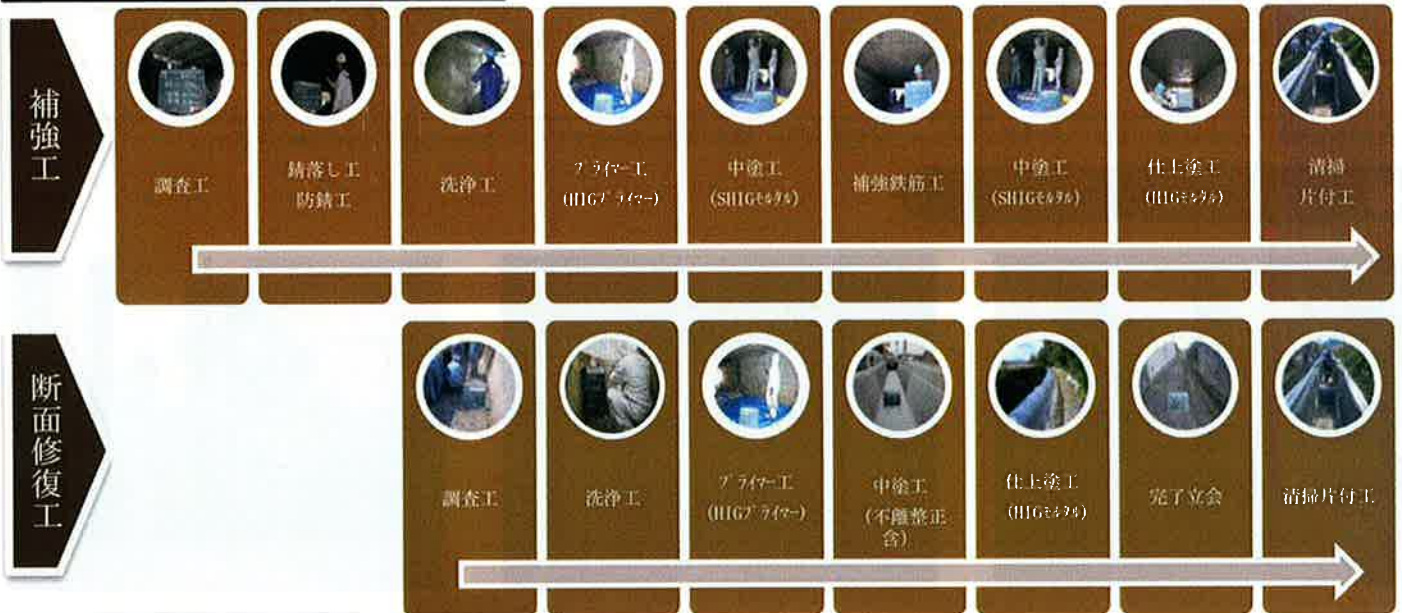 補強工
調査工
錆落し工
防錆工
洗浄工
プライマー工
(HIGプライマー)
中塗工
(SHIGモルタル)
補強鉄筋工
中塗工
(SHIGモルタル)
仕上塗工
(HIGモルタル)
清掃
片付工
断面修復工
調査工
洗浄工
プライマー工
(HIGプライマー)
中塗工
(不離整正
含)
仕上塗工
(HIGモルタル)
完了立会
清掃片付工